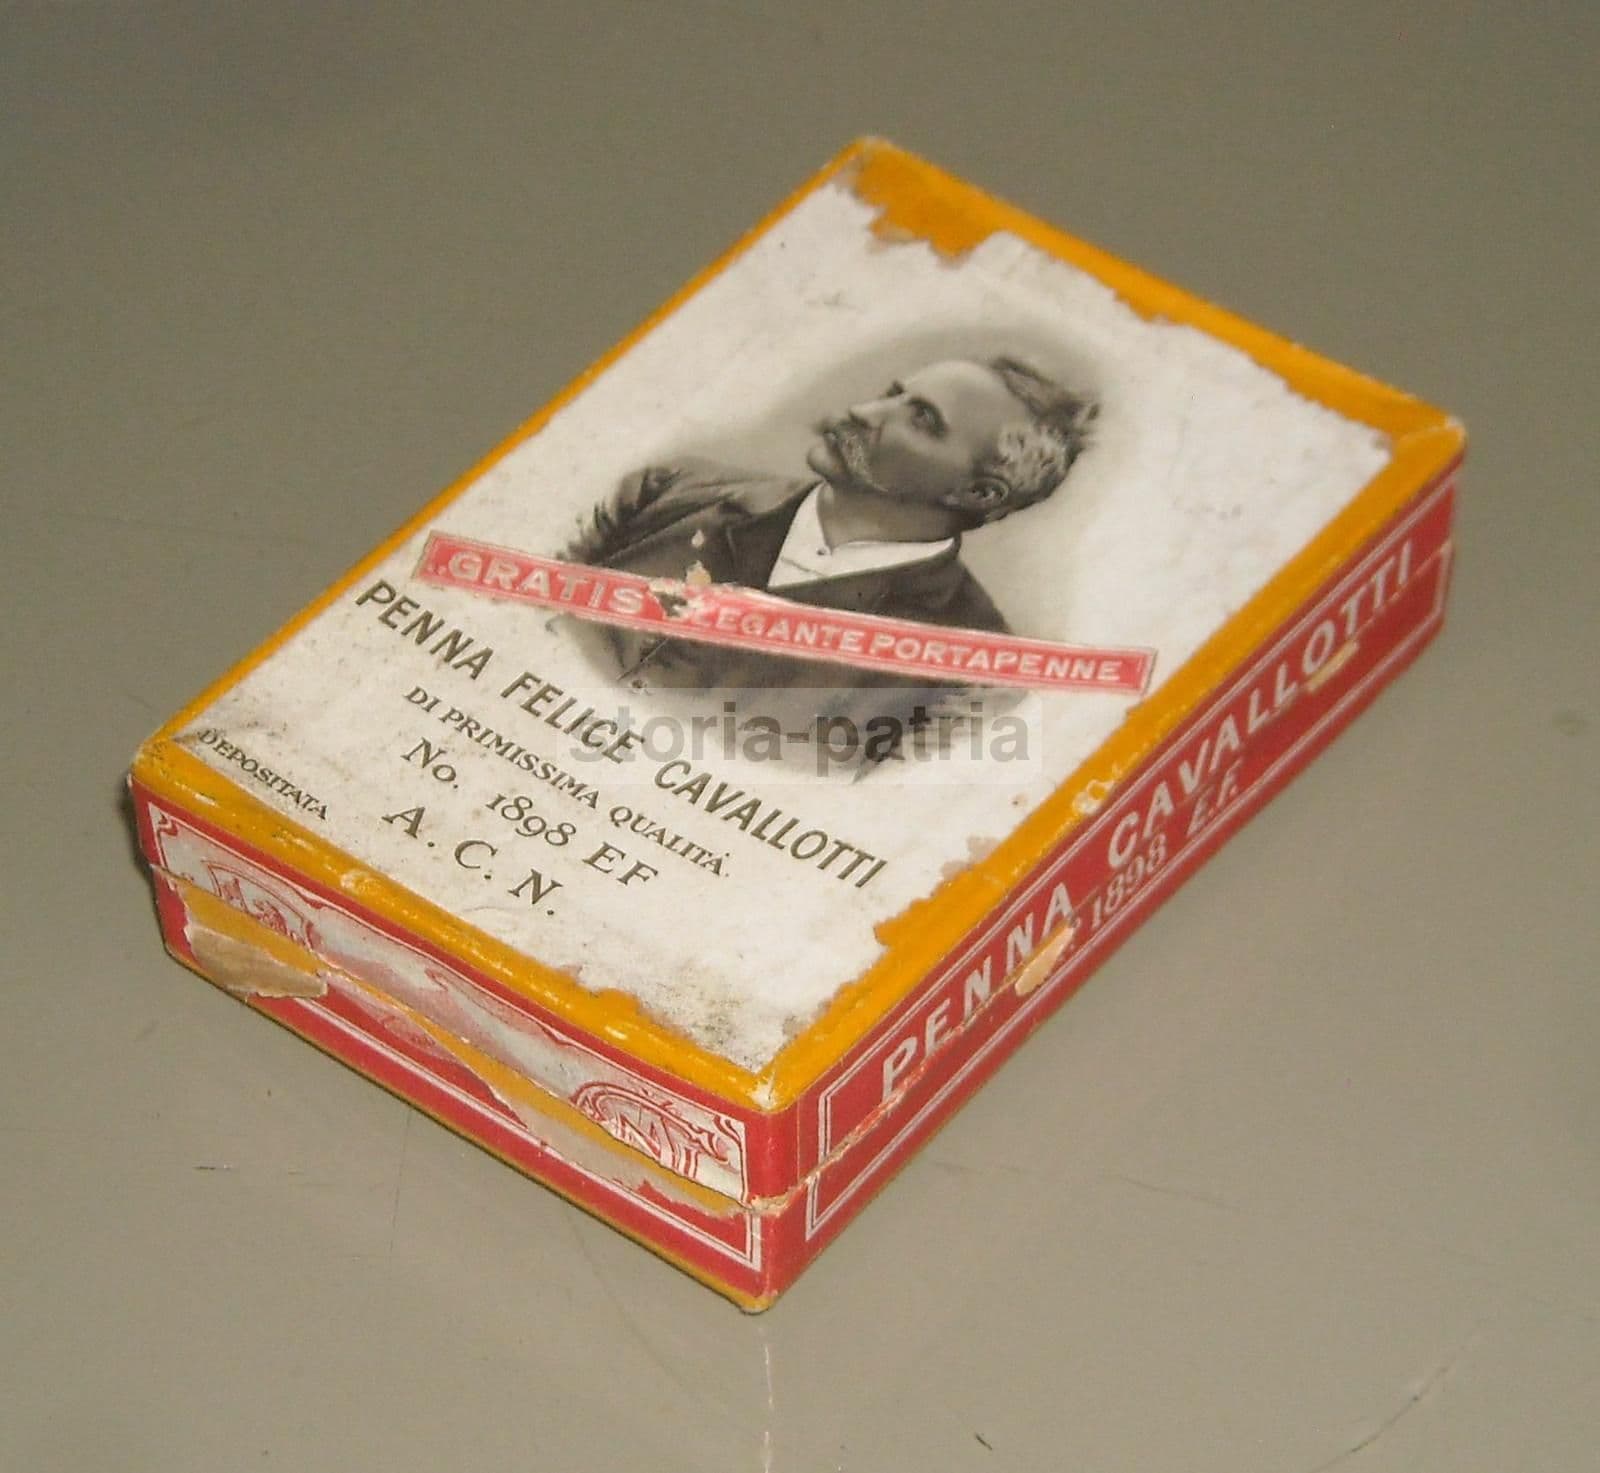 ..GRATIS ELEGANTE PORTAPENNE
PENNA FELICE CAVALLOTTI
DI PRIMISSIMA QUALITÀ.
No. 1898 EF
A. C. N.
DEPOSITATA
PENNA CAVALLOTTI
1898 E.F.
storia-patria